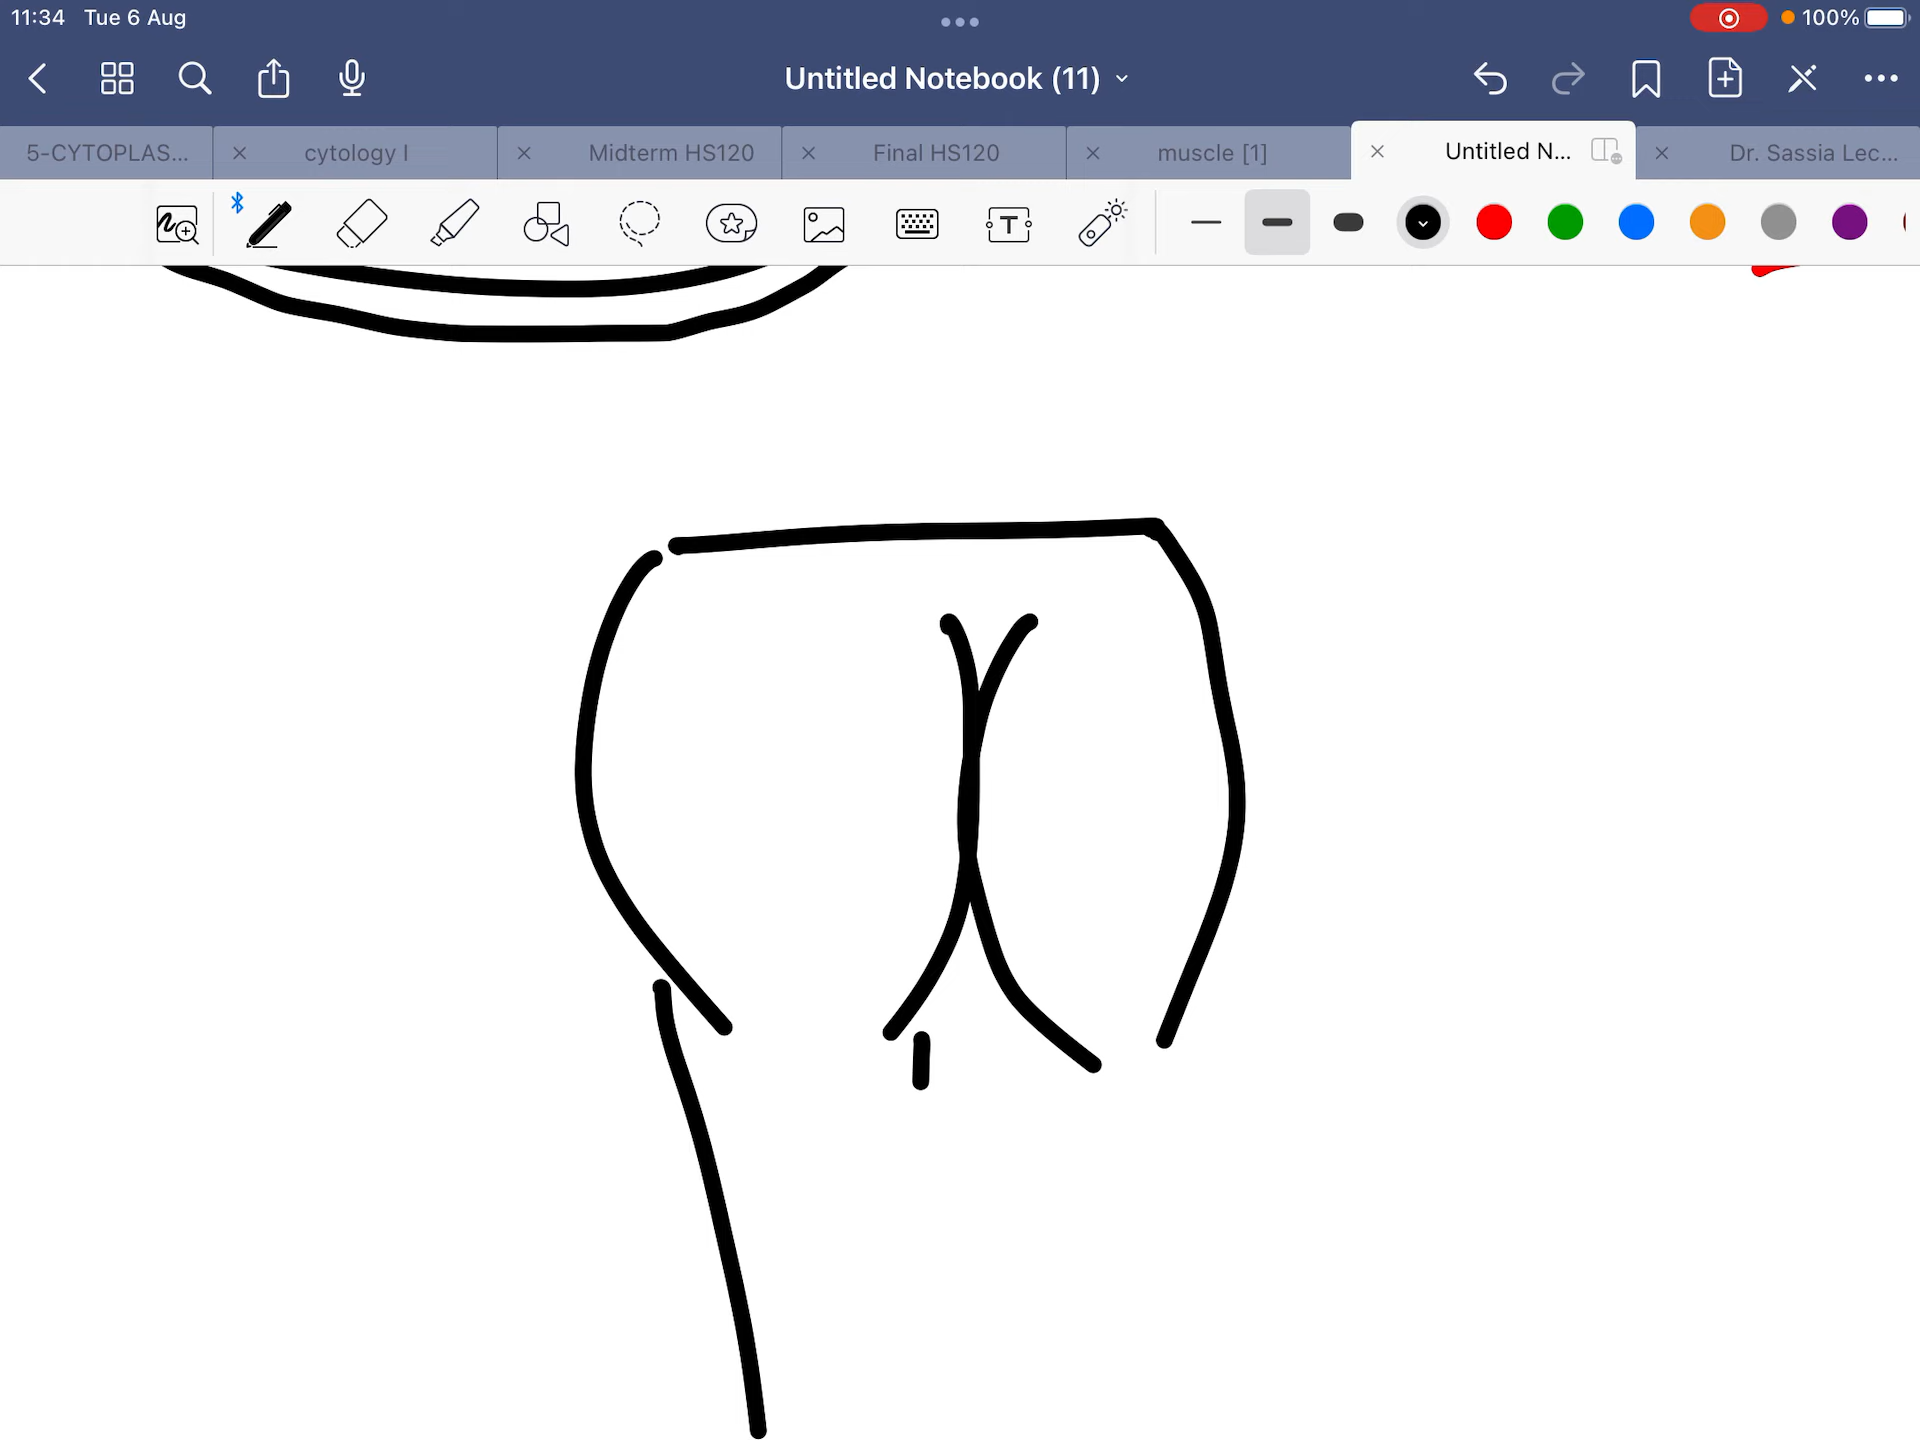 11:34 Tue 6 Aug 100%
Untitled Notebook (11)
5-CYTOPLAS... cytology I Midterm HS120 Final HS120 muscle [1] Untitled N... Dr. Sassia Lec...
T